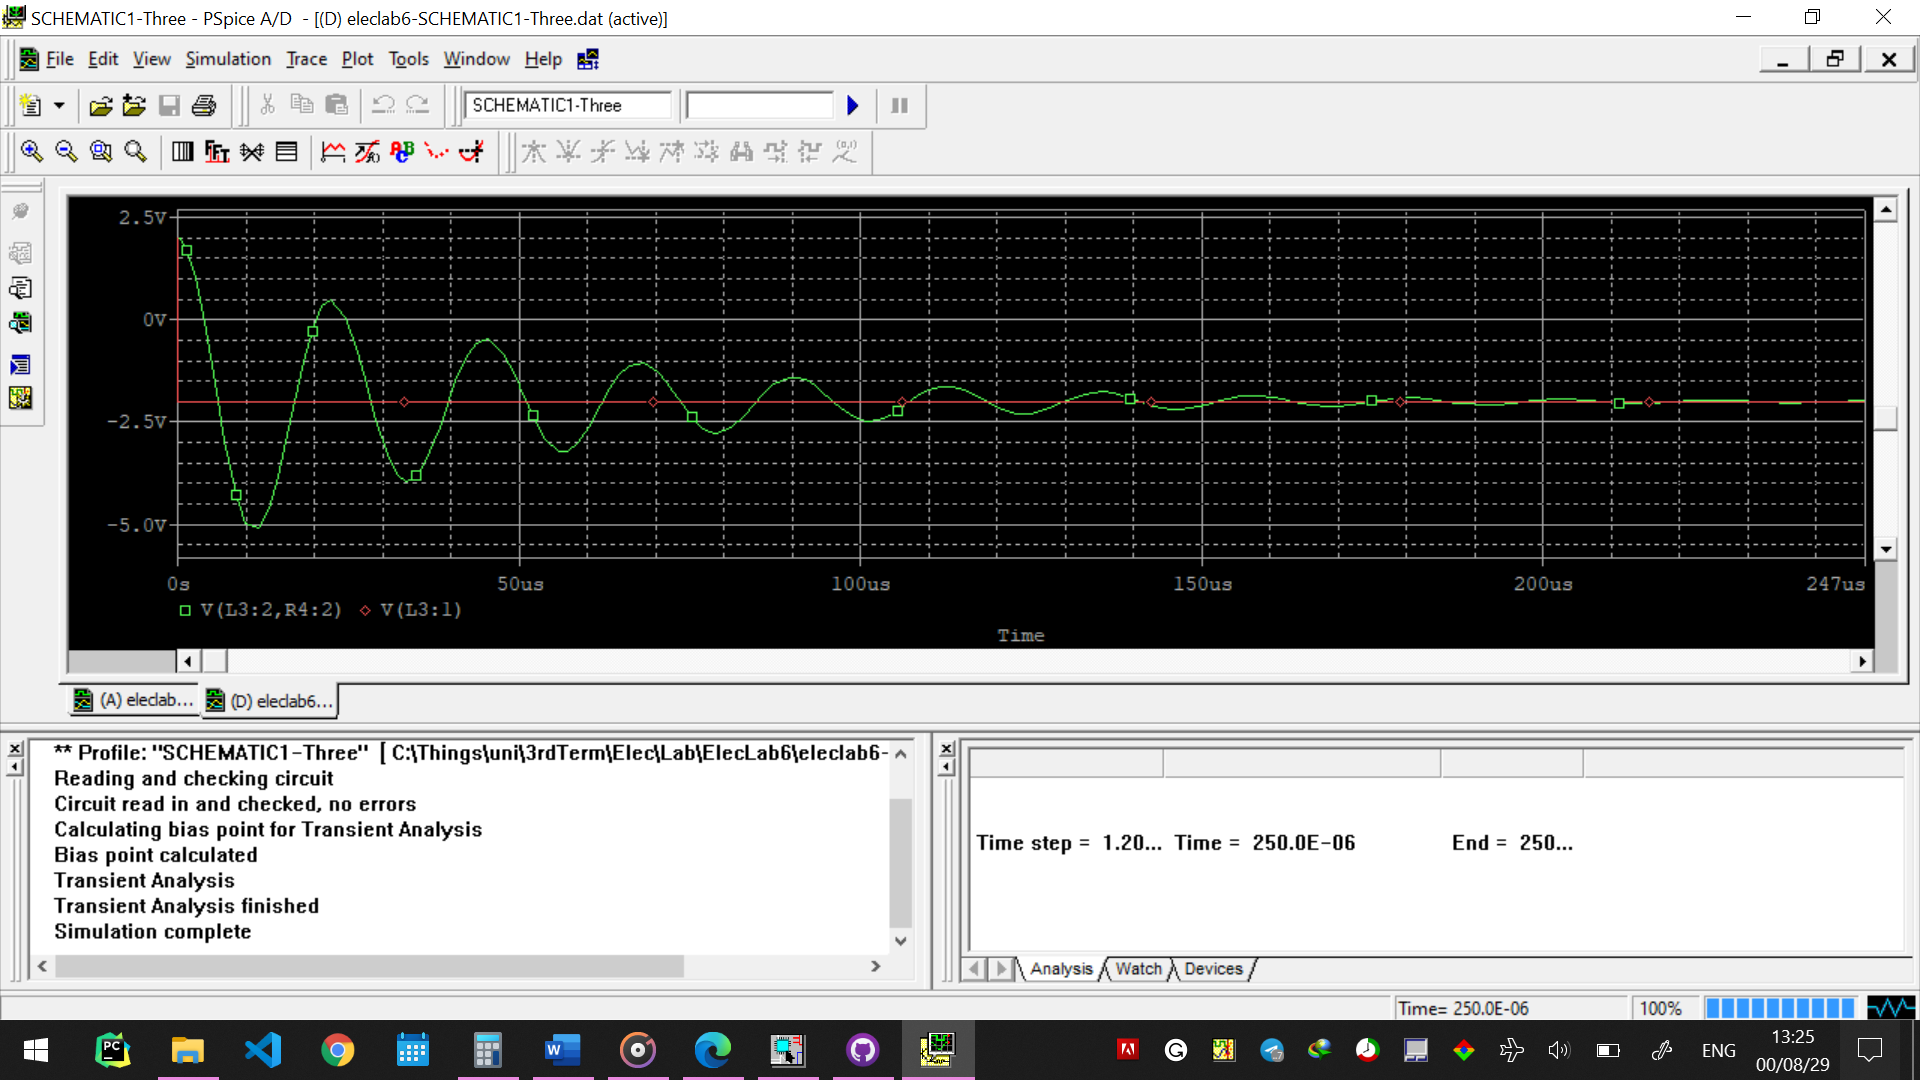 SCHEMATIC1-Three - PSpice A/D - [(D) eleclab6-SCHEMATIC1-Three.dat (active)]
File Edit View Simulation Trace Plot Tools Window Help
SCHEMATIC1-Three
2.5V
0V
-2.5V
-5.0V
0s 50us 100us 150us 200us 247us
V(L3:2,R4:2) V(L3:1)
Time
(A) eleclab... (D) eleclab6...
** Profile: "SCHEMATIC1-Three" [ C:\Things\uni\3rdTerm\Elec\Lab\ElecLab6\eleclab6-
Reading and checking circuit
Circuit read in and checked, no errors
Calculating bias point for Transient Analysis
Bias point calculated
Transient Analysis
Transient Analysis finished
Simulation complete
Time step = 1.20... Time = 250.0E-06 End = 250...
Analysis Watch Devices
Time= 250.0E-06 100%
ENG
13:25
00/08/29